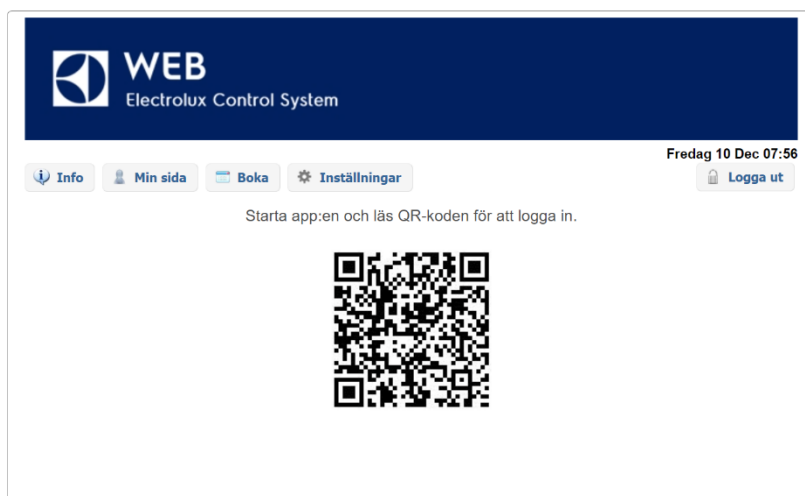 WEB
Electrolux Control System
Fredag 10 Dec 07:56
Info Min sida Boka Inställningar Logga ut
Starta app:en och läs QR-koden för att logga in.